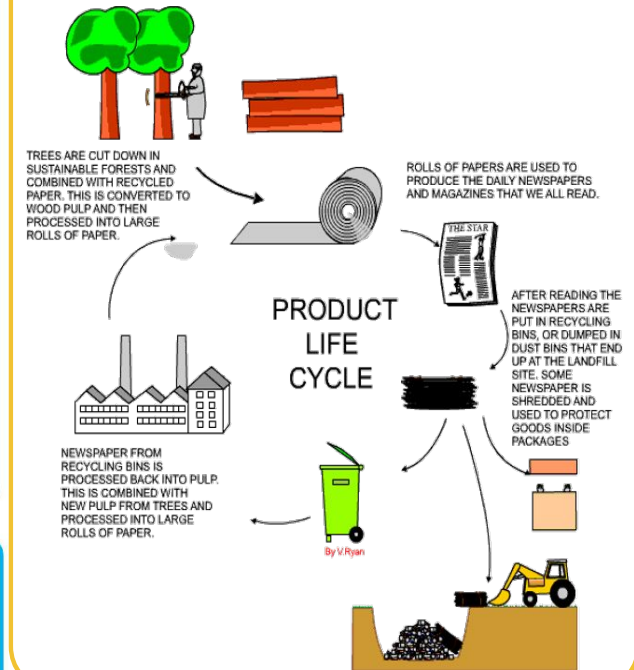 TREES ARE CUT DOWN IN
SUSTAINABLE FORESTS AND
COMBINED WITH RECYCLED
PAPER. THIS IS CONVERTED TO
WOOD PULP AND THEN
PROCESSED INTO LARGE
ROLLS OF PAPER.
ROLLS OF PAPERS ARE USED TO
PRODUCE THE DAILY NEWSPAPERS
AND MAGAZINES THAT WE ALL READ.
THE STAR
PRODUCT
LIFE
CYCLE
AFTER READING THE
NEWSPAPERS ARE
PUT IN RECYCLING
BINS, OR DUMPED IN
DUST BINS THAT END
UP AT THE LANDFILL
SITE. SOME
NEWSPAPER IS
SHREDDED AND
USED TO PROTECT
GOODS INSIDE
PACKAGES
NEWSPAPER FROM
RECYCLING BINS IS
PROCESSED BACK INTO PULP.
THIS IS COMBINED WITH
NEW PULP FROM TREES AND
PROCESSED INTO LARGE
ROLLS OF PAPER.
By V.Ryan